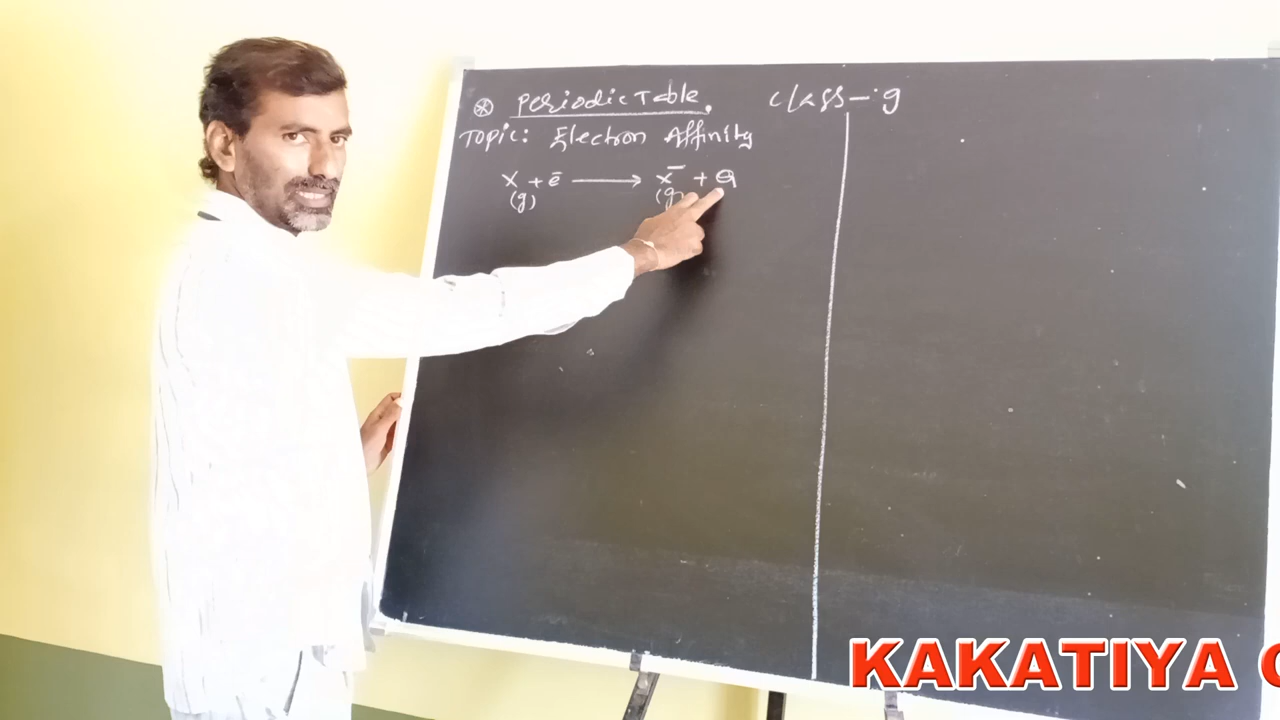 Periodic Table. class - 9
Topic: Electron Affinity
X + ē → X⁻ + Q
(g) (g)
KAKATIYA